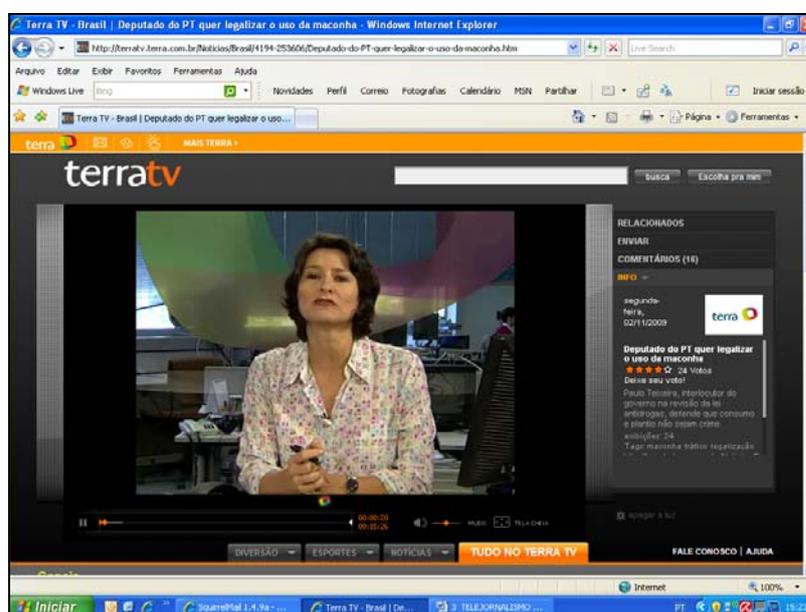 Terra TV - Brasil | Deputado do PT quer legalizar o uso da maconha - Windows Internet Explorer
http://terratv.terra.com.br/Noticias/Brasil/4194-253606/Deputado-do-PT-quer-legalizar-o-uso-da-maconha.htm
Live Search
Arquivo Editar Exibir Favoritos Ferramentas Ajuda
Windows Live Bing Novidades Perfil Correio Fotografias Calendário MSN Partilhar Iniciar sessão
Terra TV - Brasil | Deputado do PT quer legalizar o uso... Página Ferramentas
terra MAIS TERRA
terratv busca Escolha pra mim
RELACIONADOS
ENVIAR
COMENTÁRIOS (16)
INFO
segunda-
feira,
02/11/2009
terra
Deputado do PT quer legalizar
o uso da maconha
24 Votos
Deixe seu voto!
Paulo Teixeira, interlocutor do
governo na revisão da lei
antidrogas, defende que consumo
e plantio não sejam crime
exibições: 24
Tags: maconha tráfico legalização
00:00:20
00:15:26
MUDO TELA CHEIA
apagar a luz
DIVERSÃO ESPORTES NOTÍCIAS TUDO NO TERRA TV FALE CONOSCO | AJUDA
Internet 100%
Iniciar SquirrelMail 1.4.9a - ... Terra TV - Brasil | De... 3 TELEJORNALISMO ... PT